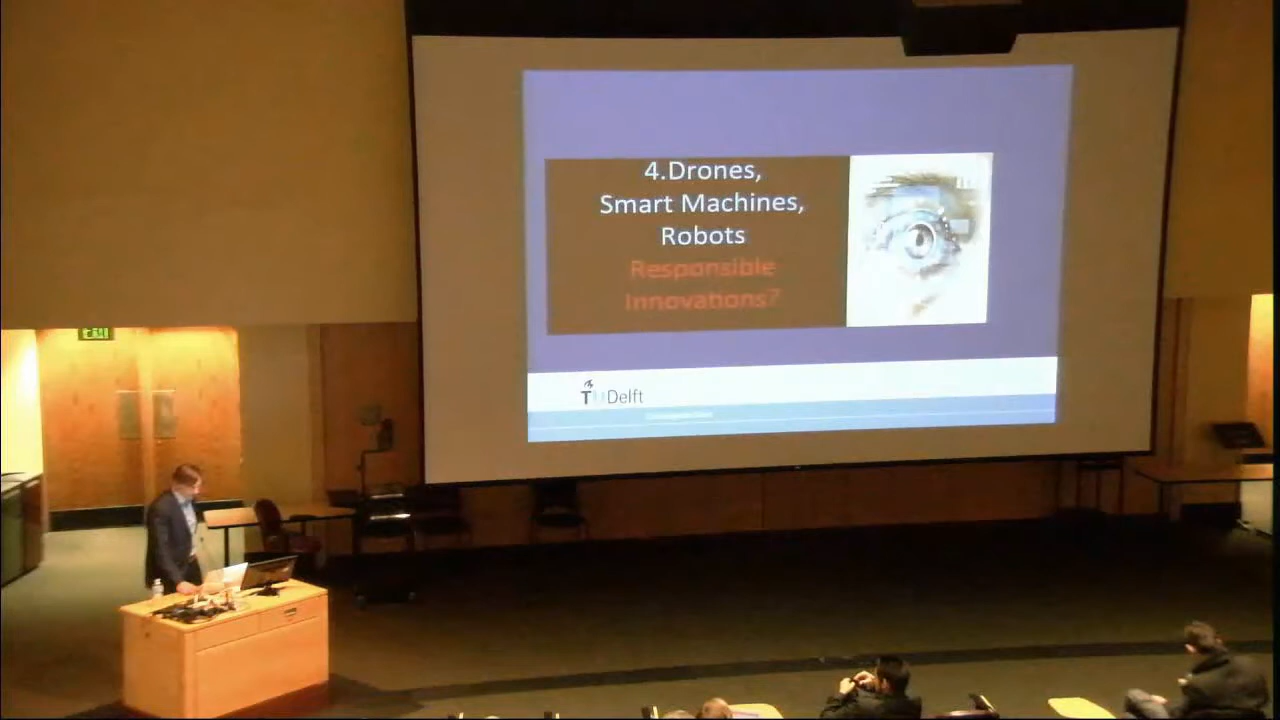 4.Drones,
Smart Machines,
Robots
Responsible
Innovations?
TUDelft
EXIT